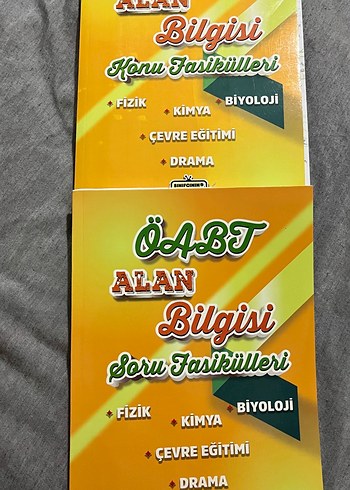 ALAN
Bilgisi
Konu Fasikülleri
FİZİK
KİMYA
BİYOLOJİ
ÇEVRE EĞİTİMİ
DRAMA
SINIFCININ
ÖABT
ALAN
Bilgisi
Soru Fasikülleri
FİZİK
KİMYA
BİYOLOJİ
ÇEVRE EĞİTİMİ
DRAMA